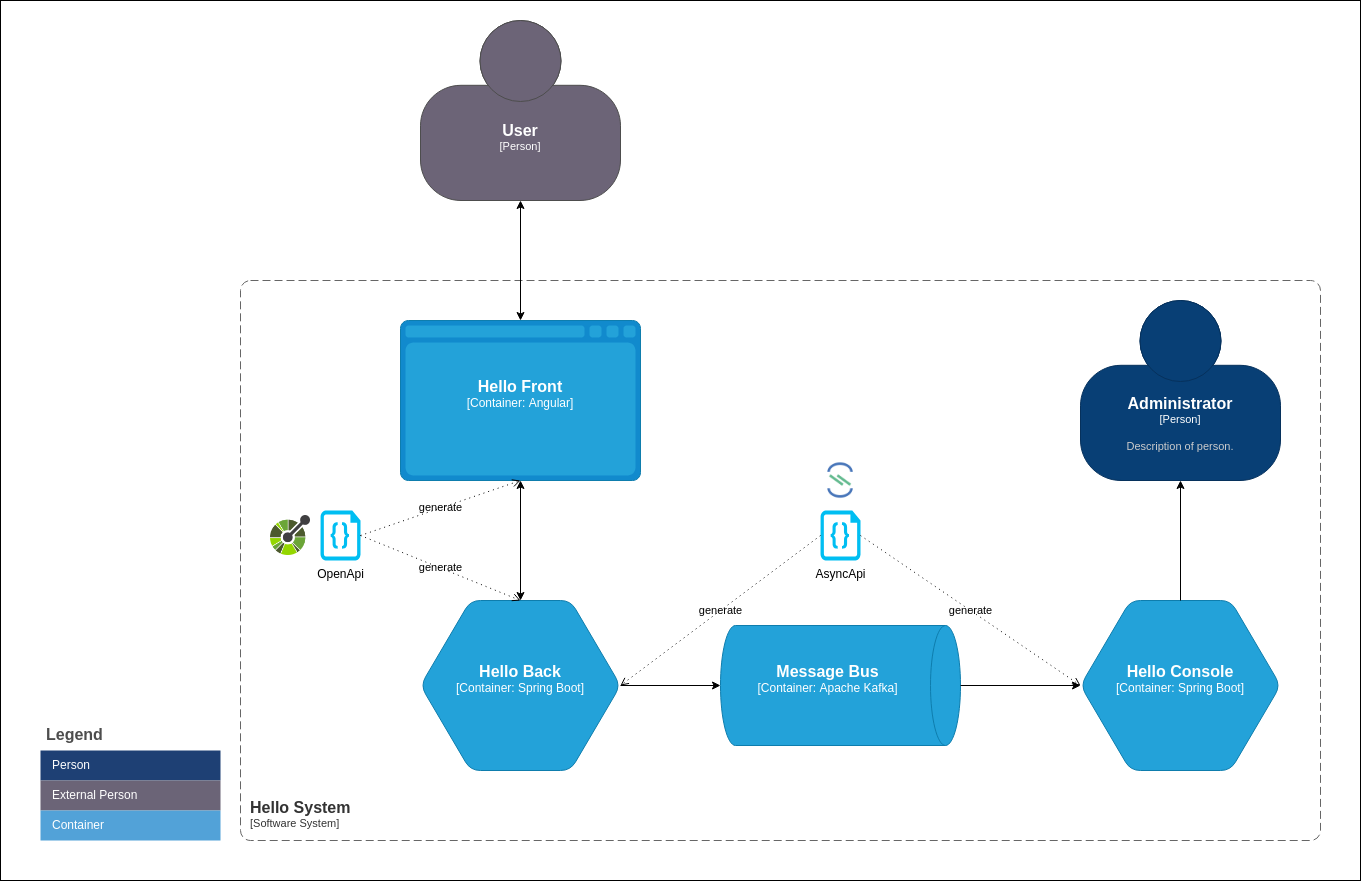 User
[Person]
Hello Front
[Container: Angular]
Administrator
[Person]
Description of person.
generate
OpenApi
generate
AsyncApi
generate
generate
Hello Back
[Container: Spring Boot]
Message Bus
[Container: Apache Kafka]
Hello Console
[Container: Spring Boot]
Legend
Person
External Person
Container
Hello System
[Software System]